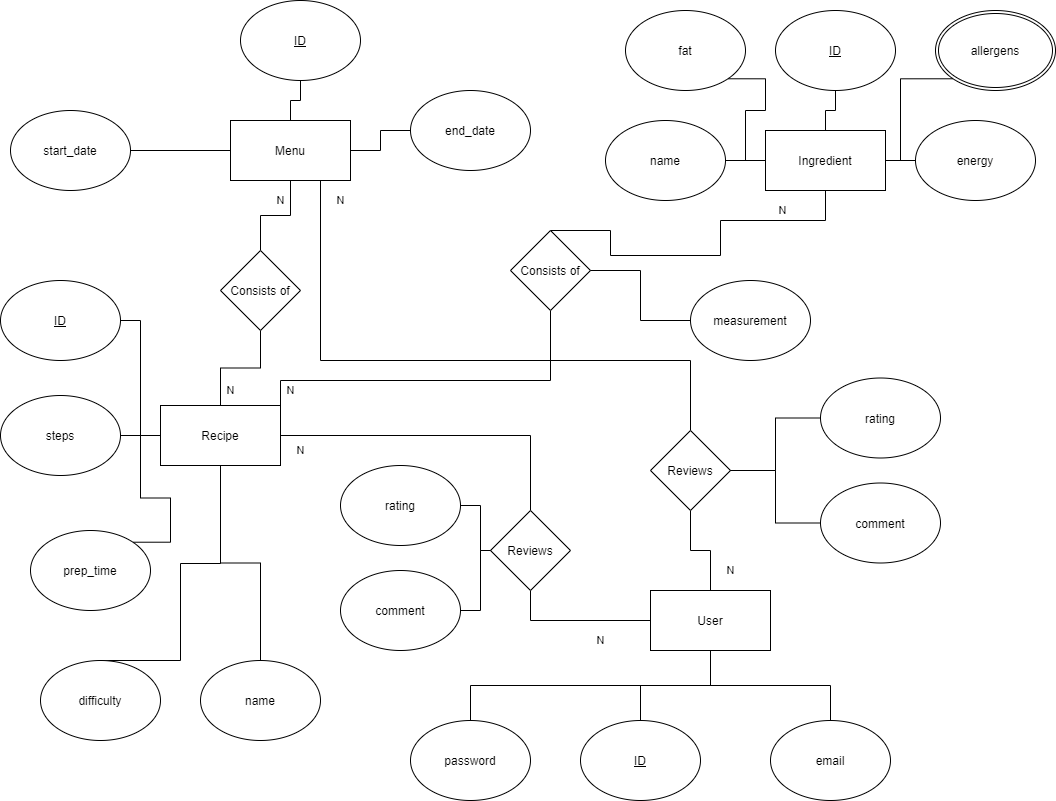 ID
fat
ID
allergens
start_date
Menu
end_date
name
Ingredient
energy
N
N
N
Consists of
Consists of
ID
measurement
N
N
steps
Recipe
rating
N
Reviews
rating
comment
Reviews
prep_time
N
comment
User
N
difficulty
name
password
ID
email